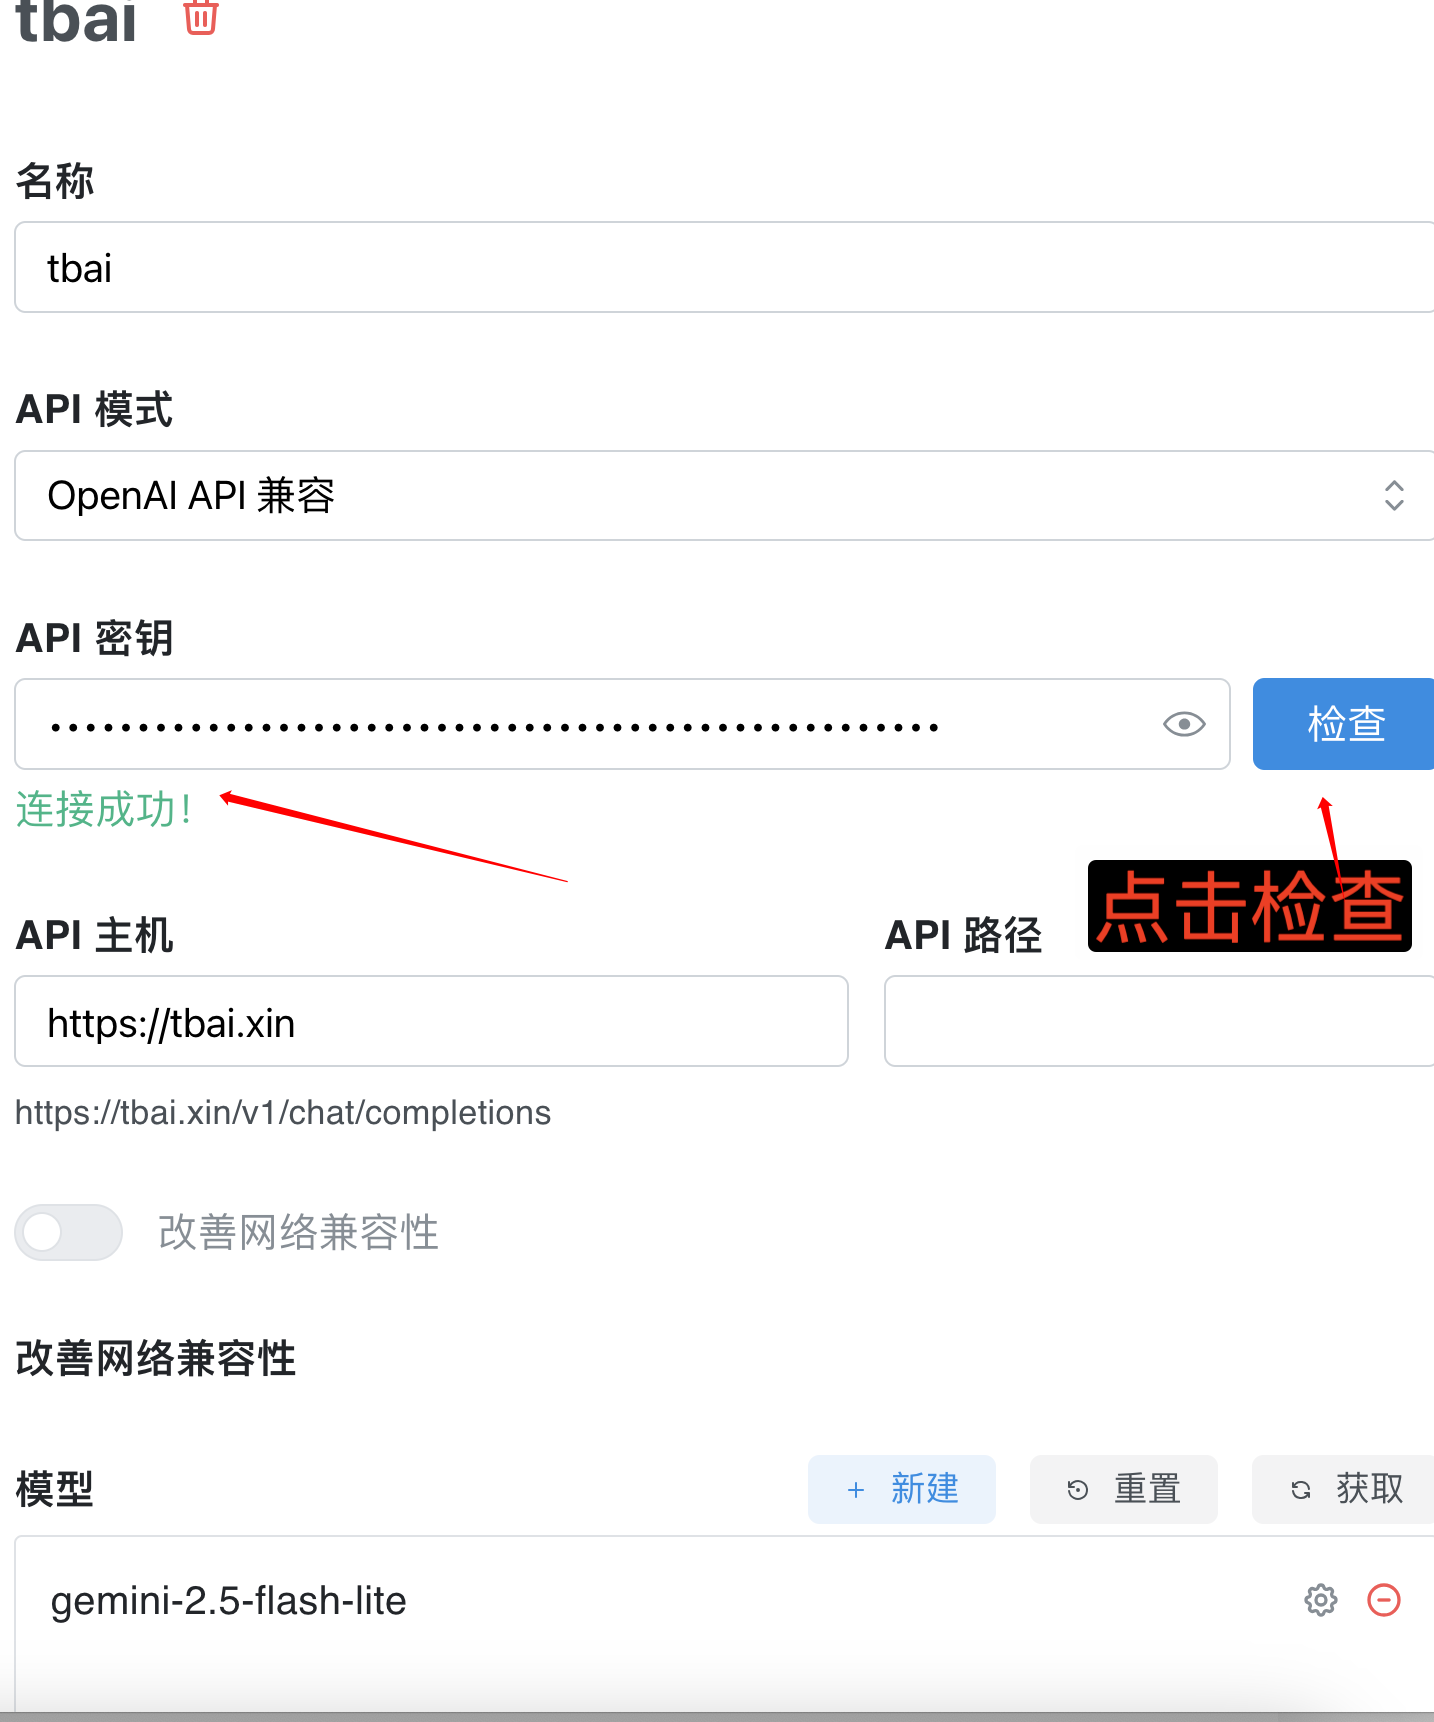 tbai
名称
tbai
API 模式
OpenAI API 兼容
API 密钥
••••••••••••••••••••••••••••••••••••••••••••••••••• 检查
连接成功!
点击检查
API 主机
API 路径
https://tbai.xin
https://tbai.xin/v1/chat/completions
改善网络兼容性
改善网络兼容性
模型
+ 新建
重置
获取
gemini-2.5-flash-lite